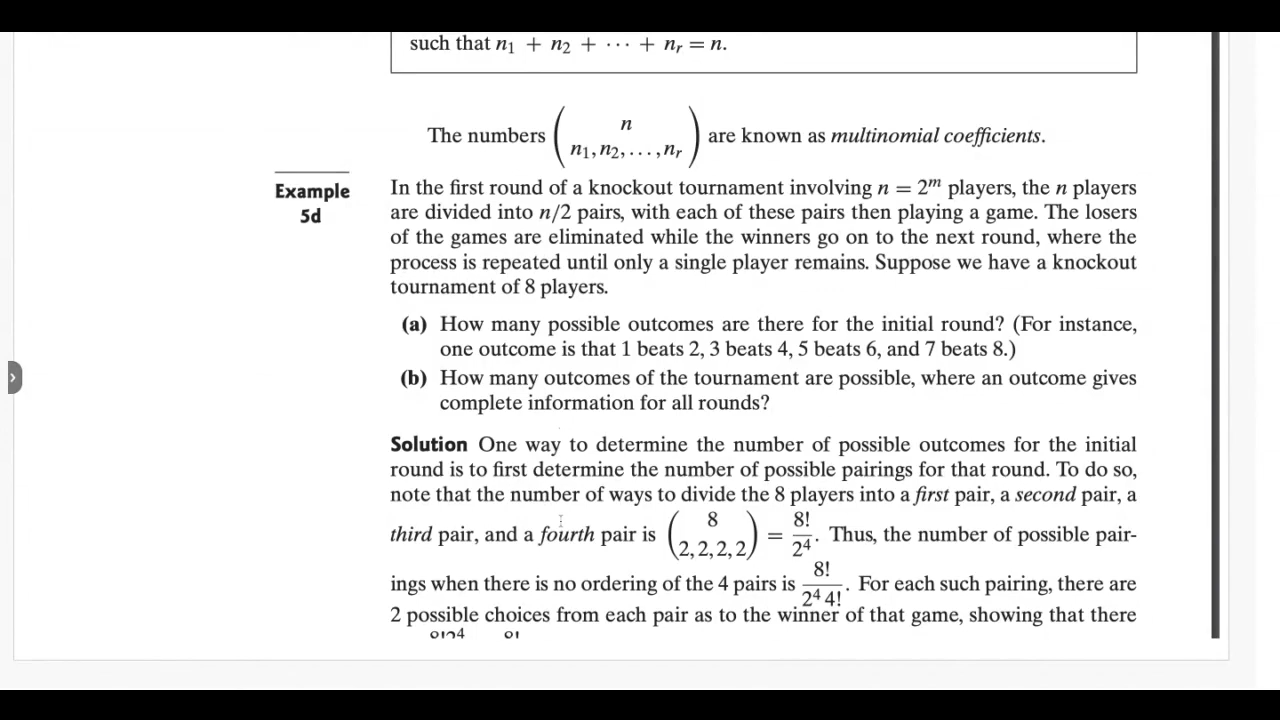 such that n₁ + n₂ + ⋯ + nᵣ = n.
The numbers (n / n₁, n₂, . . . , nᵣ) are known as multinomial coefficients.
Example 5d
In the first round of a knockout tournament involving n = 2ᵐ players, the n players
are divided into n/2 pairs, with each of these pairs then playing a game. The losers
of the games are eliminated while the winners go on to the next round, where the
process is repeated until only a single player remains. Suppose we have a knockout
tournament of 8 players.
(a) How many possible outcomes are there for the initial round? (For instance,
one outcome is that 1 beats 2, 3 beats 4, 5 beats 6, and 7 beats 8.)
(b) How many outcomes of the tournament are possible, where an outcome gives
complete information for all rounds?
Solution One way to determine the number of possible outcomes for the initial
round is to first determine the number of possible pairings for that round. To do so,
note that the number of ways to divide the 8 players into a first pair, a second pair, a
third pair, and a fourth pair is (8 / 2, 2, 2, 2) = 8!/2⁴. Thus, the number of possible pair-
ings when there is no ordering of the 4 pairs is 8!/(2⁴ 4!). For each such pairing, there are
2 possible choices from each pair as to the winner of that game, showing that there